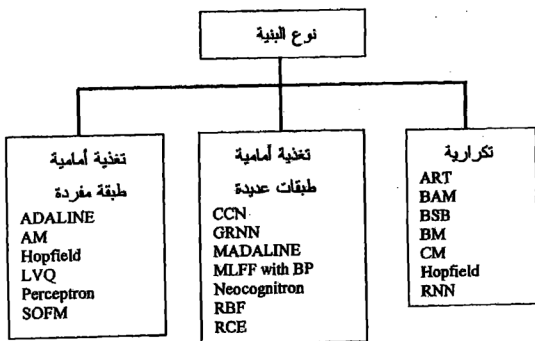 نوع البنية
تغذية أمامية
طبقة مفردة
ADALINE
AM
Hopfield
LVQ
Perceptron
SOFM
تغذية أمامية
طبقات عديدة
CCN
GRNN
MADALINE
MLFF with BP
Neocognitron
RBF
RCE
تكرارية
ART
BAM
BSB
BM
CM
Hopfield
RNN